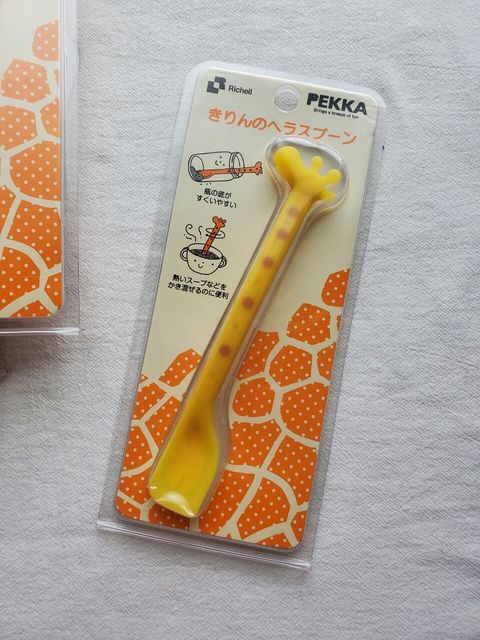 Richell
PEKKA
Brings a breeze of fun
きりんのヘラスプーン
瓶の底が
すくいやすい
熱いスープなどを
かき混ぜるのに便利